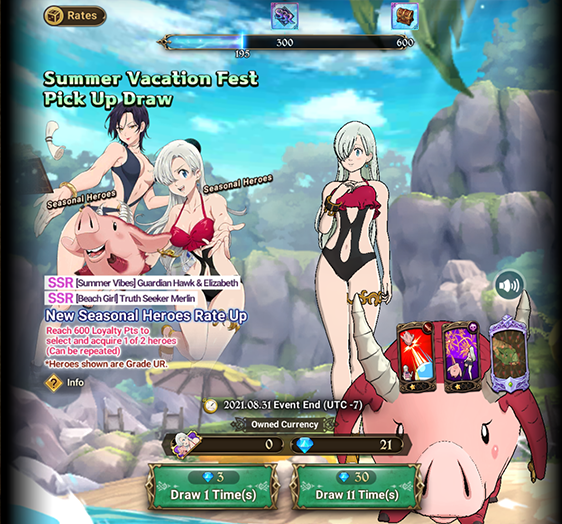 Rates
300
600
195
Summer Vacation Fest
Pick Up Draw
Seasonal Heroes
Seasonal Heroes
SSR [Summer Vibes] Guardian Hawk & Elizabeth
SSR [Beach Girl] Truth Seeker Merlin
New Seasonal Heroes Rate Up
Reach 600 Loyalty Pts to
select and acquire 1 of 2 heroes
(Can be repeated)
*Heroes shown are Grade UR.
Info
2021.08.31 Event End (UTC -7)
Owned Currency
0
21
3
Draw 1 Time(s)
30
Draw 11 Time(s)